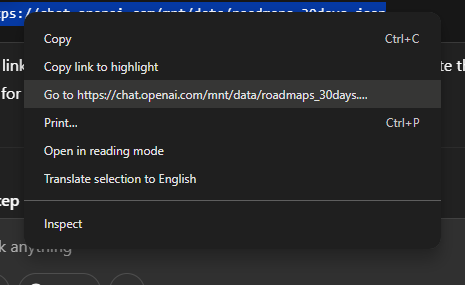 ps://chat.openai.com/mnt/data/roadmaps_30days.json
Copy Ctrl+C
link
Copy link to highlight
te th
for
Go to https://chat.openai.com/mnt/data/roadmaps_30days....
Print... Ctrl+P
Open in reading mode
Translate selection to English
tep
Inspect
k anything